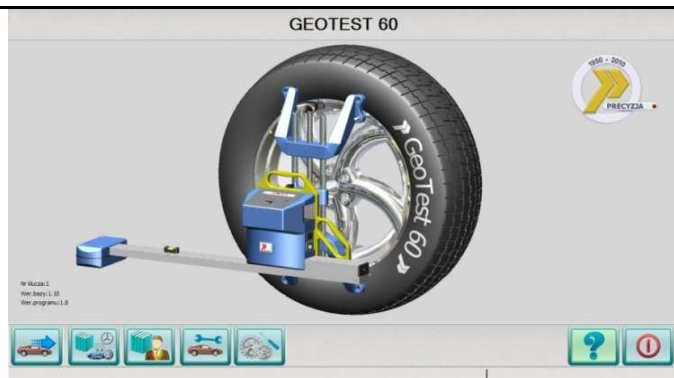 GEOTEST 60
1950 - 2010
PRECYZJA
GeoTest 60
Nr klucza: 1
Wer.bazy: 1.10
Wer.programu: 1.8
?